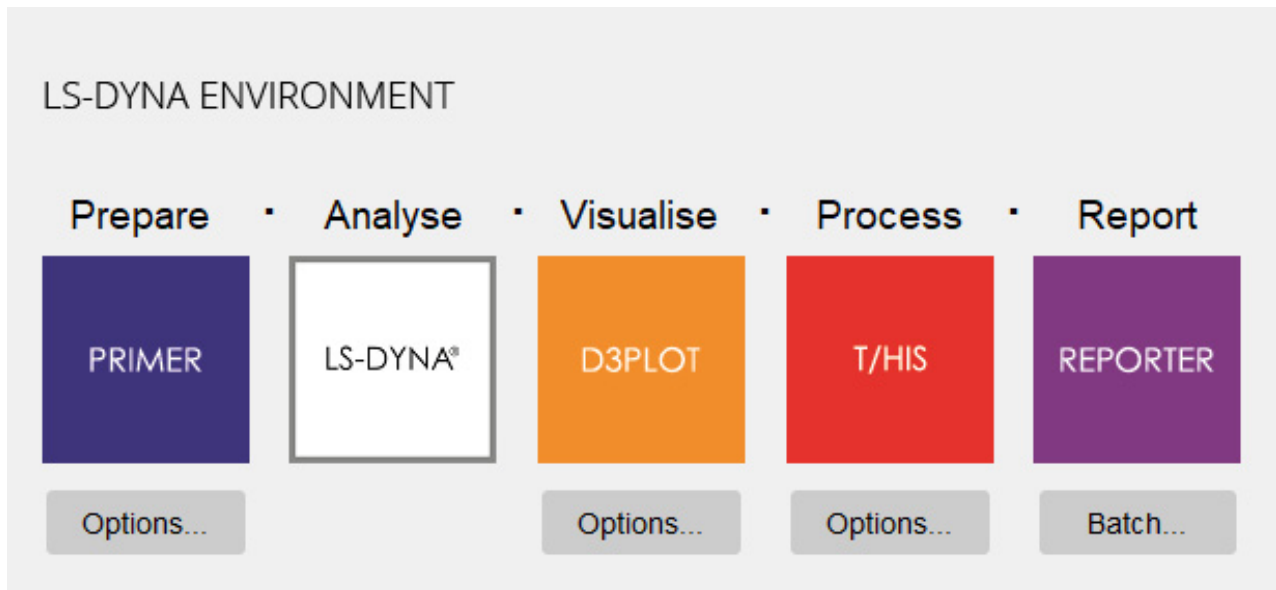 LS-DYNA ENVIRONMENT
Prepare · Analyse · Visualise · Process · Report
PRIMER LS-DYNA® D3PLOT T/HIS REPORTER
Options... Options... Options... Batch...